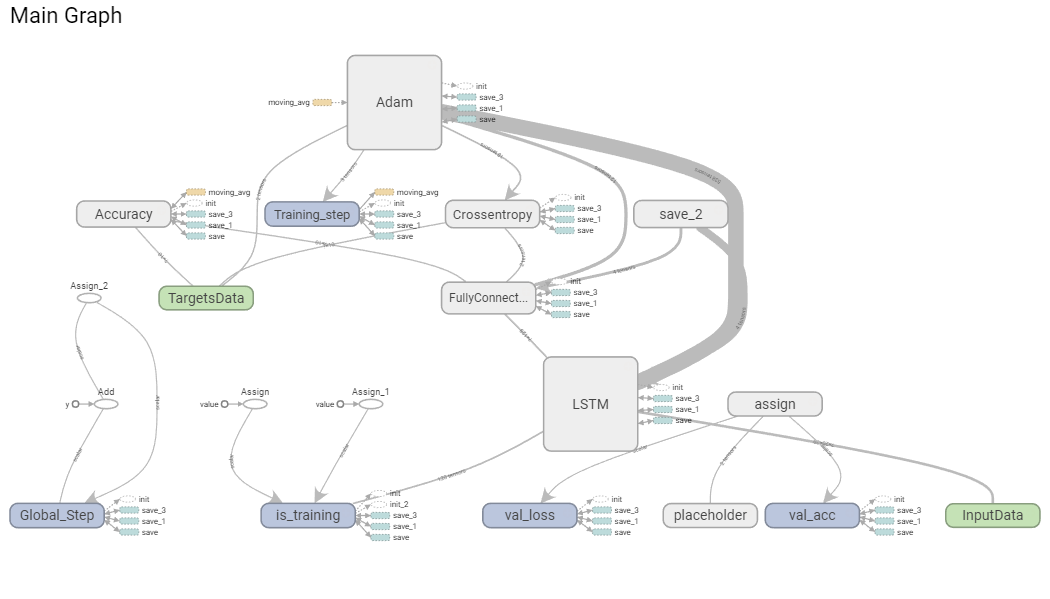 Main Graph
Adam
init
save_3
save_1
save
moving_avg
Accuracy
moving_avg
init
save_3
save_1
save
Training_step
moving_avg
init
save_3
save_1
save
Crossentropy
init
save_3
save_1
save
save_2
TargetsData
FullyConnect...
init
save_3
save_1
save
Assign_2
y
Add
value
Assign
value
Assign_1
LSTM
init
save_3
save_1
save
assign
Global_Step
init
save_3
save_1
save
is_training
init
init_2
save_3
save_1
save
val_loss
init
save_3
save_1
save
placeholder
val_acc
init
save_3
save_1
save
InputData